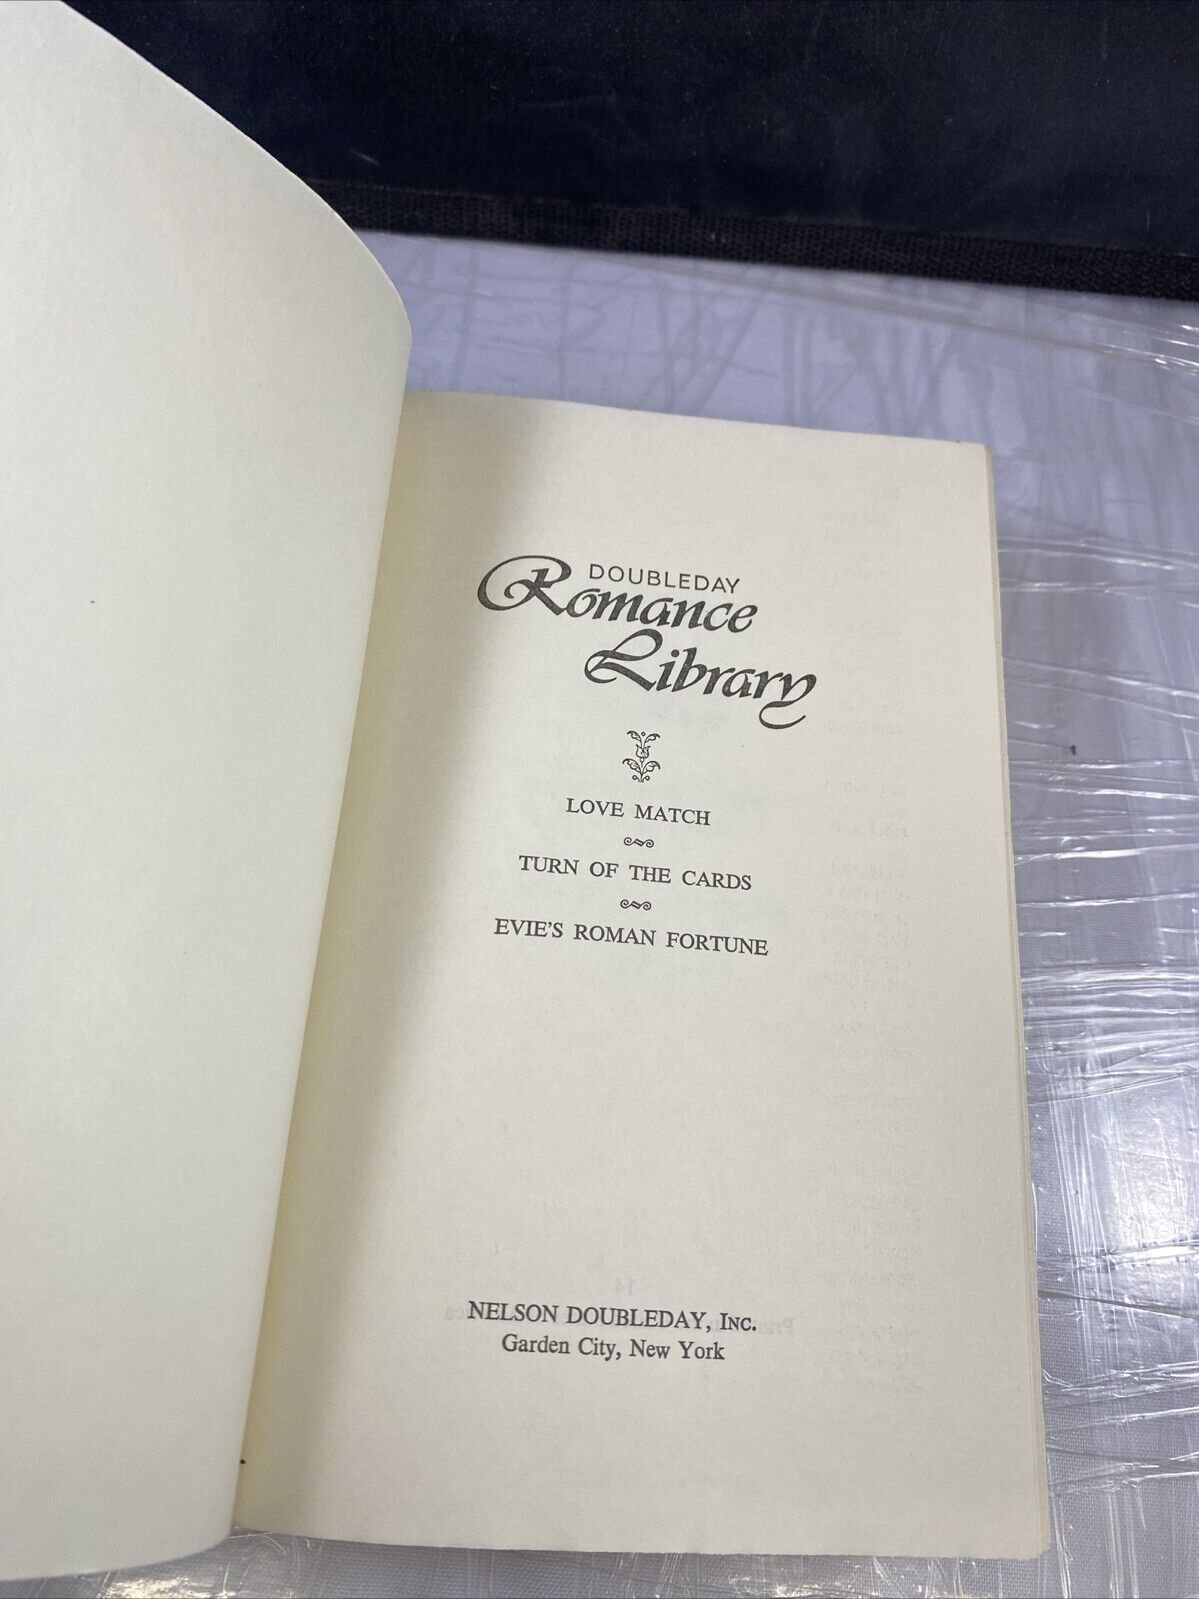 DOUBLEDAY
Romance
Library
LOVE MATCH
TURN OF THE CARDS
EVIE'S ROMAN FORTUNE
NELSON DOUBLEDAY, INC.
Garden City, New York